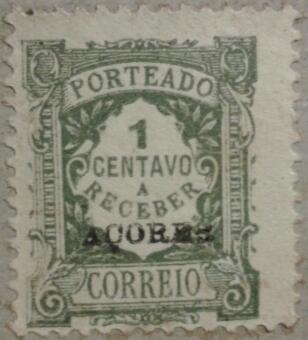 PORTEADO
1
CENTAVO
A
RECEBER
AÇORES
CORREIO